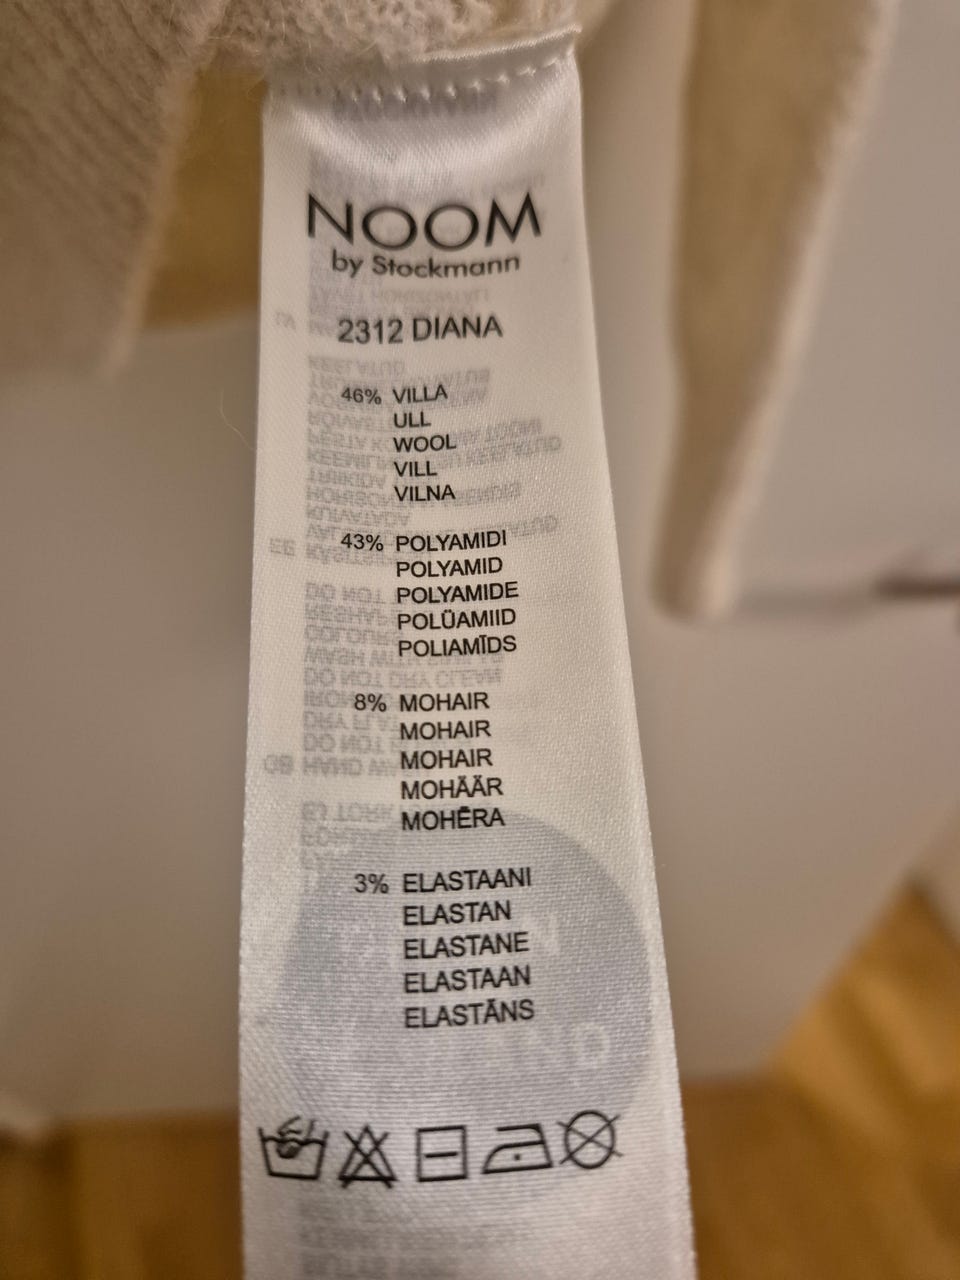 NOOM
by Stockmann
2312 DIANA
46% VILLA
ULL
WOOL
VILL
VILNA
43% POLYAMIDI
POLYAMID
POLYAMIDE
POLÜAMIID
POLIAMĪDS
8% MOHAIR
MOHAIR
MOHAIR
MOHÄÄR
MOHĒRA
3% ELASTAANI
ELASTAN
ELASTANE
ELASTAAN
ELASTĀNS